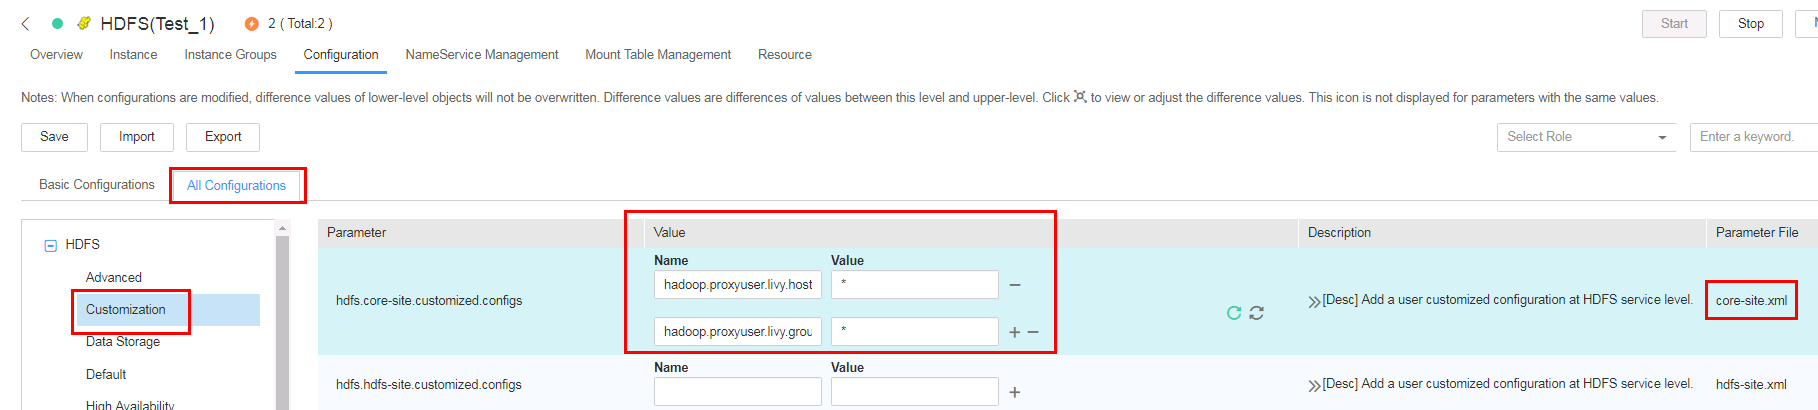 HDFS(Test_1) 2 ( Total:2 ) Start Stop
Overview Instance Instance Groups Configuration NameService Management Mount Table Management Resource
Notes: When configurations are modified, difference values of lower-level objects will not be overwritten. Difference values are differences of values between this level and upper-level. Click to view or adjust the difference values. This icon is not displayed for parameters with the same values.
Save Import Export Select Role Enter a keyword.
Basic Configurations All Configurations
HDFS
Advanced
Customization
Data Storage
Default
High Availability
Parameter Value Description Parameter File
Name Value
hadoop.proxyuser.livy.host *
hdfs.core-site.customized.configs [Desc] Add a user customized configuration at HDFS service level. core-site.xml
hadoop.proxyuser.livy.grou *
Name Value
hdfs.hdfs-site.customized.configs [Desc] Add a user customized configuration at HDFS service level. hdfs-site.xml